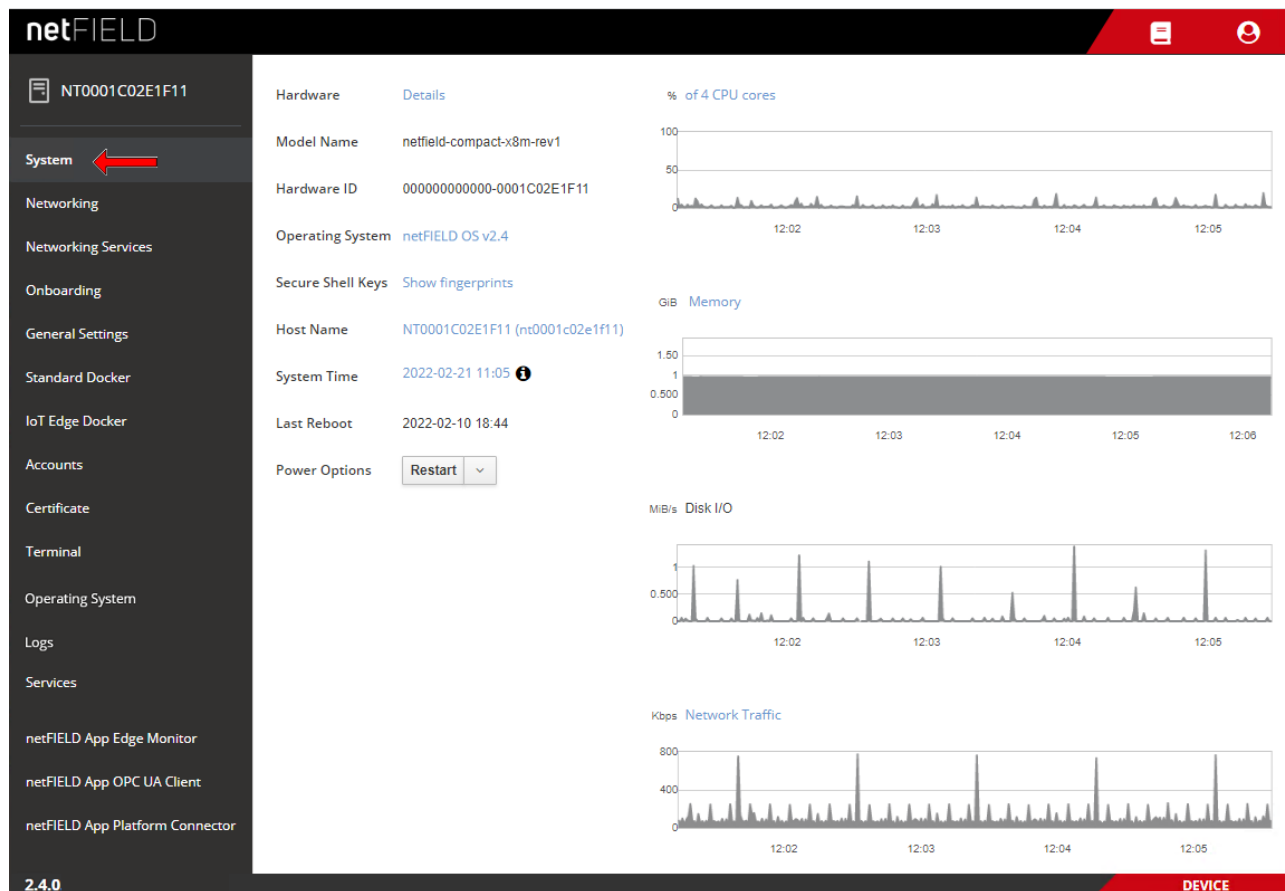 netFIELD
NT0001C02E1F11
System
Networking
Networking Services
Onboarding
General Settings
Standard Docker
IoT Edge Docker
Accounts
Certificate
Terminal
Operating System
Logs
Services
netFIELD App Edge Monitor
netFIELD App OPC UA Client
netFIELD App Platform Connector
2.4.0
Hardware Details
Model Name netfield-compact-x8m-rev1
Hardware ID 000000000000-0001C02E1F11
Operating System netFIELD OS v2.4
Secure Shell Keys Show fingerprints
Host Name NT0001C02E1F11 (nt0001c02e1f11)
System Time 2022-02-21 11:05
Last Reboot 2022-02-10 18:44
Power Options Restart
% of 4 CPU cores
100
50
0
12:02 12:03 12:04 12:05
GiB Memory
1.50
1
0.500
0
12:02 12:03 12:04 12:05 12:06
MiB/s Disk I/O
1
0.500
0
12:02 12:03 12:04 12:05
Kbps Network Traffic
800
400
0
12:02 12:03 12:04 12:05
DEVICE